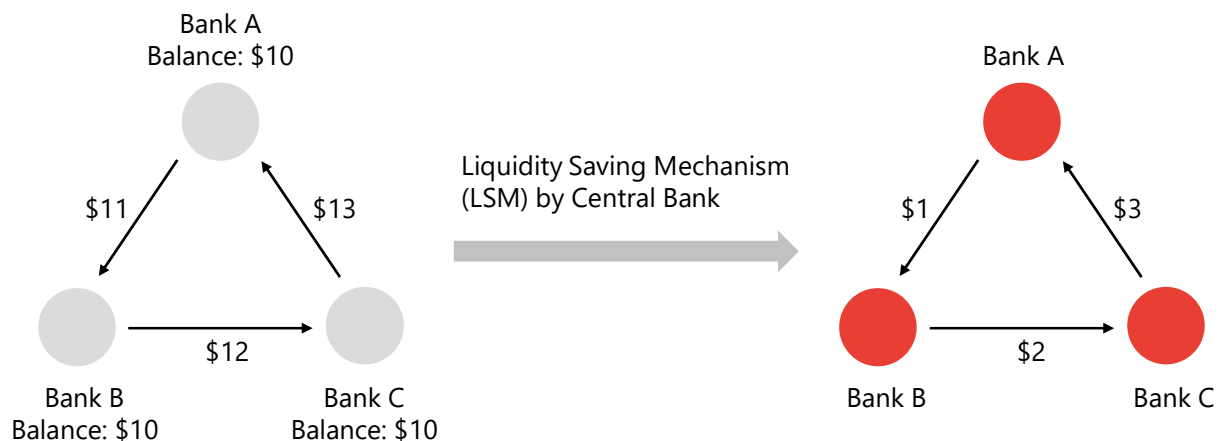 Bank A
Balance: $10
$11
$13
$12
Bank B
Balance: $10
Bank C
Balance: $10
Liquidity Saving Mechanism
(LSM) by Central Bank
Bank A
$1
$3
$2
Bank B
Bank C